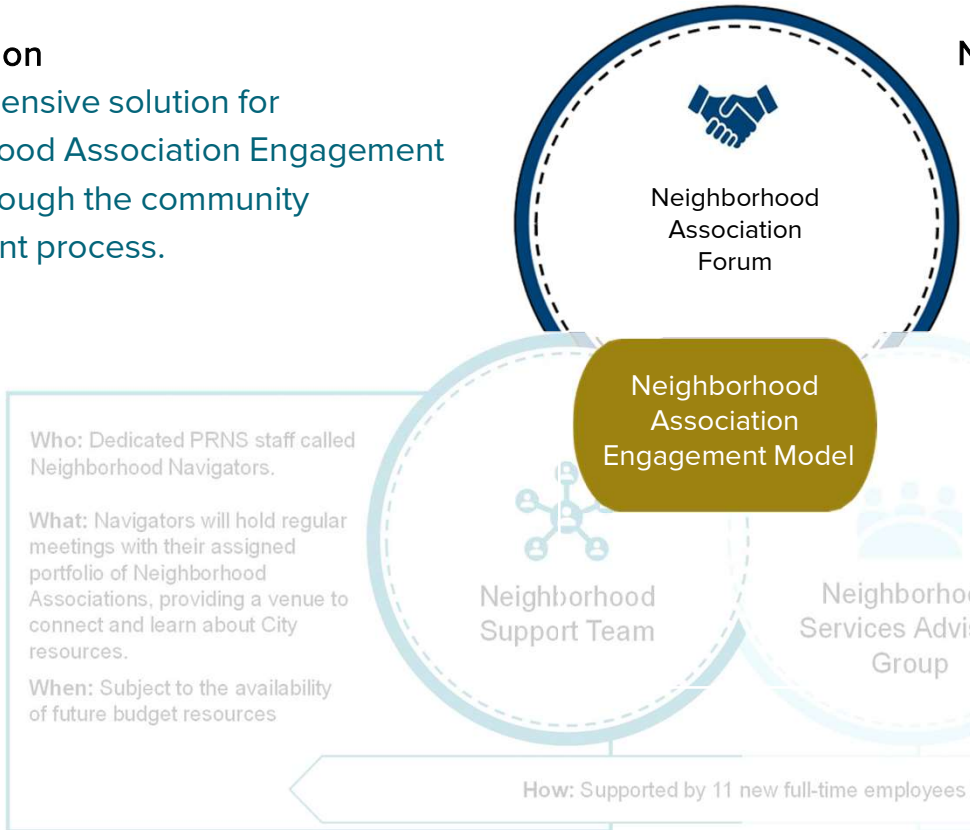 on
ensive solution for
ood Association Engagement
ough the community
nt process.
N
Neighborhood
Association
Forum
Neighborhood
Association
Engagement Model
Who: Dedicated PRNS staff called
Neighborhood Navigators.
What: Navigators will hold regular
meetings with their assigned
portfolio of Neighborhood
Associations, providing a venue to
connect and learn about City
resources.
When: Subject to the availability
of future budget resources
Neighborhood
Support Team
Neighborho
Services Advis
Group
How: Supported by 11 new full-time employees